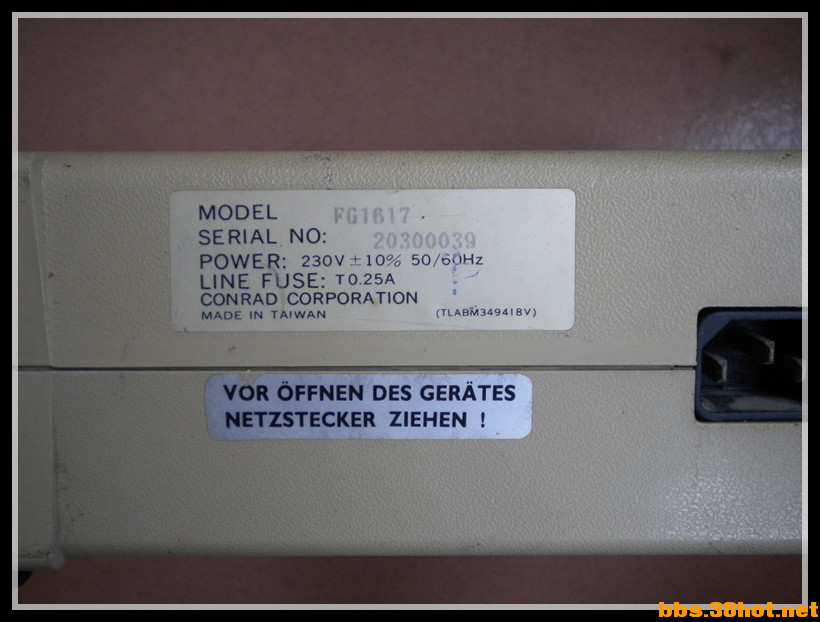 MODEL FG1617
SERIAL NO: 20300039
POWER: 230V ±10% 50/60Hz
LINE FUSE: T0.25A
CONRAD CORPORATION
MADE IN TAIWAN (TLABM349418V)
VOR ÖFFNEN DES GERÄTES
NETZSTECKER ZIEHEN !
bbs.38hot.net